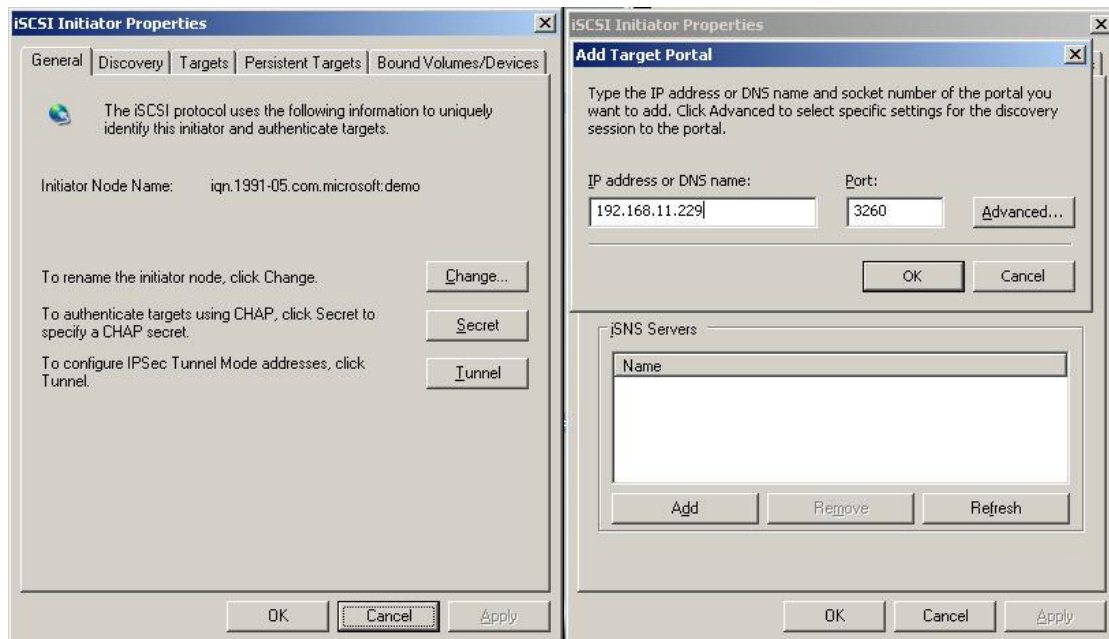 iSCSI Initiator Properties
General
Discovery
Targets
Persistent Targets
Bound Volumes/Devices
The iSCSI protocol uses the following information to uniquely
identify this initiator and authenticate targets.
Initiator Node Name:
iqn.1991-05.com.microsoft:demo
To rename the initiator node, click Change.
Change...
To authenticate targets using CHAP, click Secret to
specify a CHAP secret.
Secret
To configure IPSec Tunnel Mode addresses, click
Tunnel.
Tunnel
OK
Cancel
Apply
iSCSI Initiator Properties
Add Target Portal
Type the IP address or DNS name and socket number of the portal you
want to add. Click Advanced to select specific settings for the discovery
session to the portal.
IP address or DNS name:
Port:
192.168.11.229
3260
Advanced...
OK
Cancel
iSNS Servers
Name
Add
Remove
Refresh
OK
Cancel
Apply